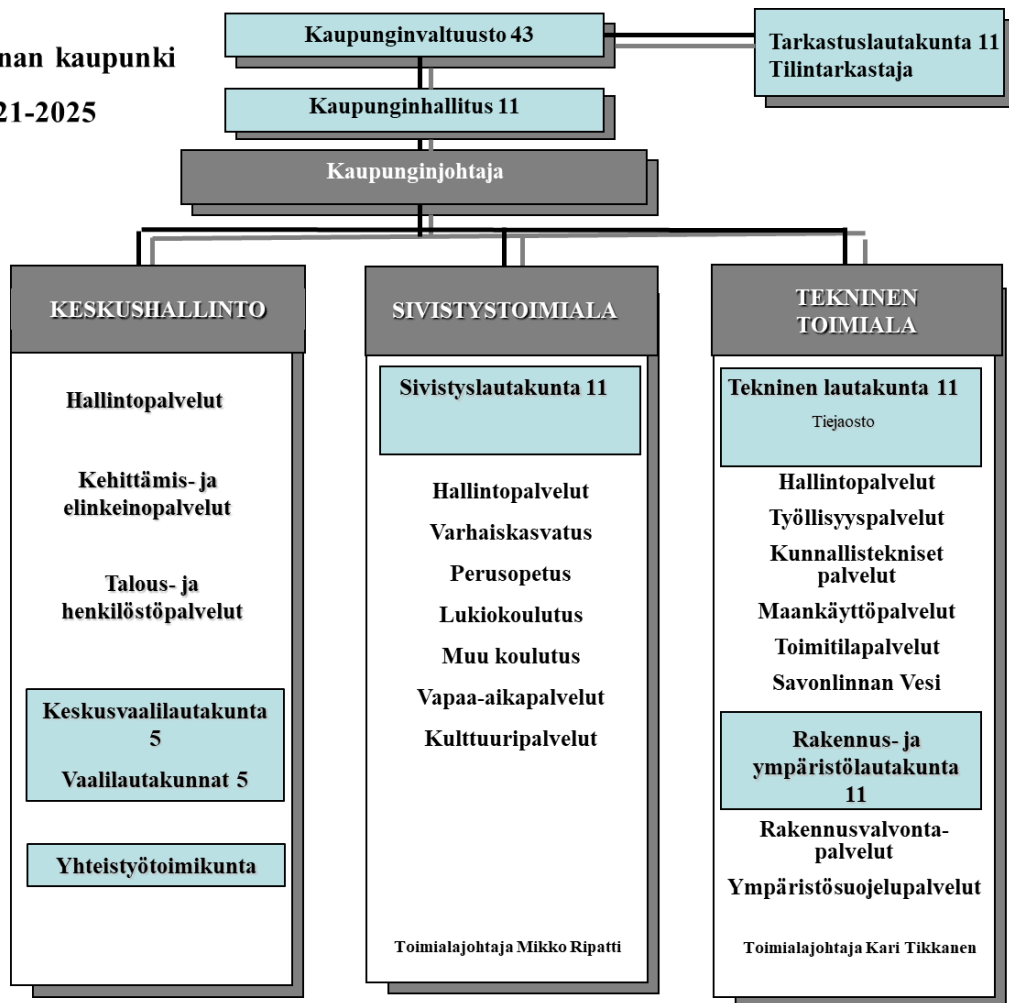 Kaupunginvaltuusto 43
Tarkastuslautakunta 11
Tilintarkastaja
nan kaupunki
21-2025
Kaupunginhallitus 11
Kaupunginjohtaja
KESKUSHALLINTO
Hallintopalvelut
Kehittämis- ja
elinkeinopalvelut
Talous- ja
henkilöstöpalvelut
Keskusvaalilautakunta
5
Vaalilautakunnat 5
Yhteistyötoimikunta
SIVISTYSTOIMIALA
Sivistyslautakunta 11
Hallintopalvelut
Varhaiskasvatus
Perusopetus
Lukiokoulutus
Muu koulutus
Vapaa-aikapalvelut
Kulttuuripalvelut
Toimialajohtaja Mikko Ripatti
TEKNINEN
TOIMIALA
Tekninen lautakunta 11
Tiejaosto
Hallintopalvelut
Työllisyyspalvelut
Kunnallistekniset
palvelut
Maankäyttöpalvelut
Toimitilapalvelut
Savonlinnan Vesi
Rakennus- ja
ympäristölautakunta
11
Rakennusvalvonta-
palvelut
Ympäristösuojelupalvelut
Toimialajohtaja Kari Tikkanen